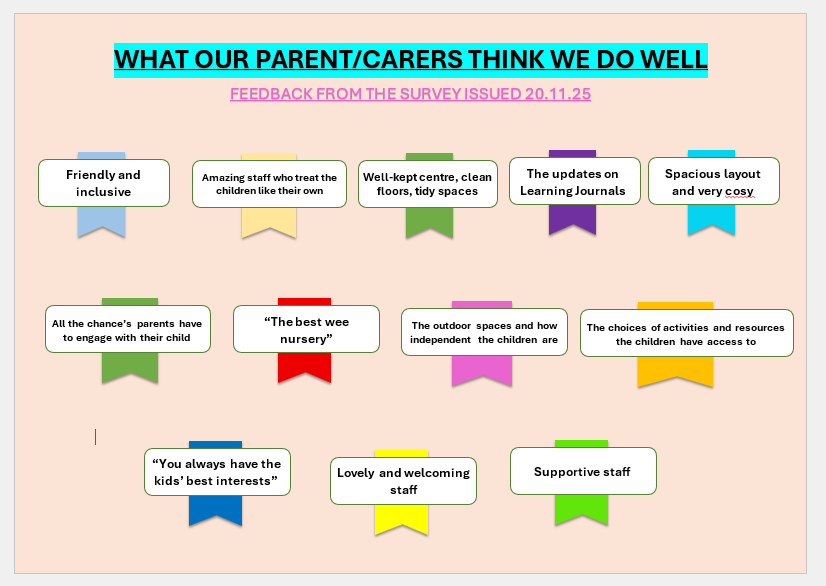 WHAT OUR PARENT/CARERS THINK WE DO WELL
FEEDBACK FROM THE SURVEY ISSUED 20.11.25
Friendly and
inclusive
Amazing staff who treat the
children like their own
Well-kept centre, clean
floors, tidy spaces
The updates on
Learning Journals
Spacious layout
and very cosy
All the chance’s parents have
to engage with their child
“The best wee
nursery”
The outdoor spaces and how
independent the children are
The choices of activities and resources
the children have access to
“You always have the
kids’ best interests”
Lovely and welcoming
staff
Supportive staff